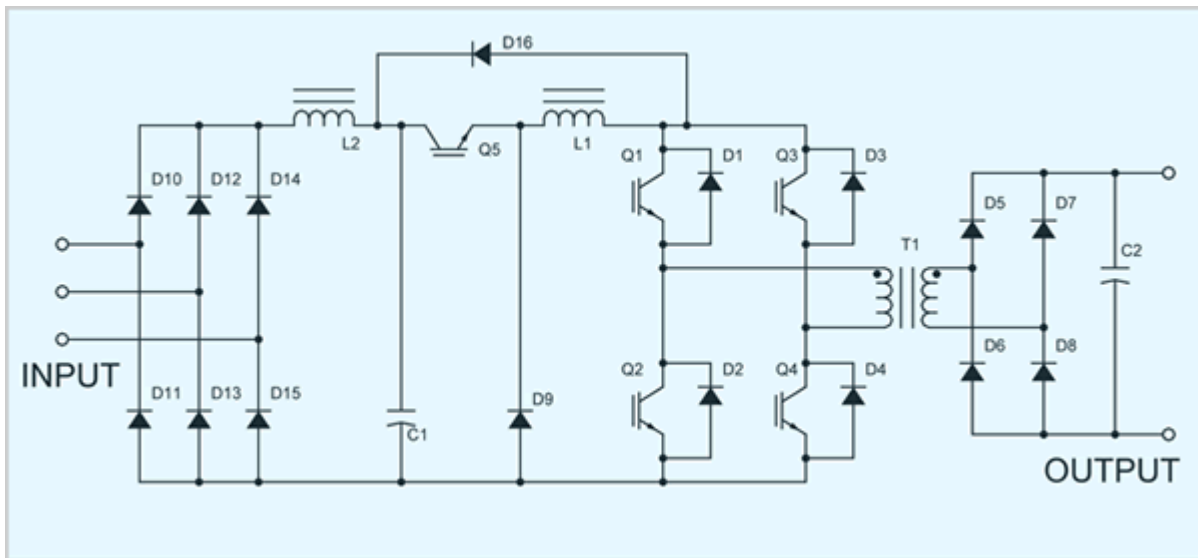 D16
L2
Q5
L1
Q1
D1
Q3
D3
D10
D12
D14
D5
D7
T1
C2
INPUT
D6
D8
Q2
D2
Q4
D4
D11
D13
D15
D9
C1
OUTPUT